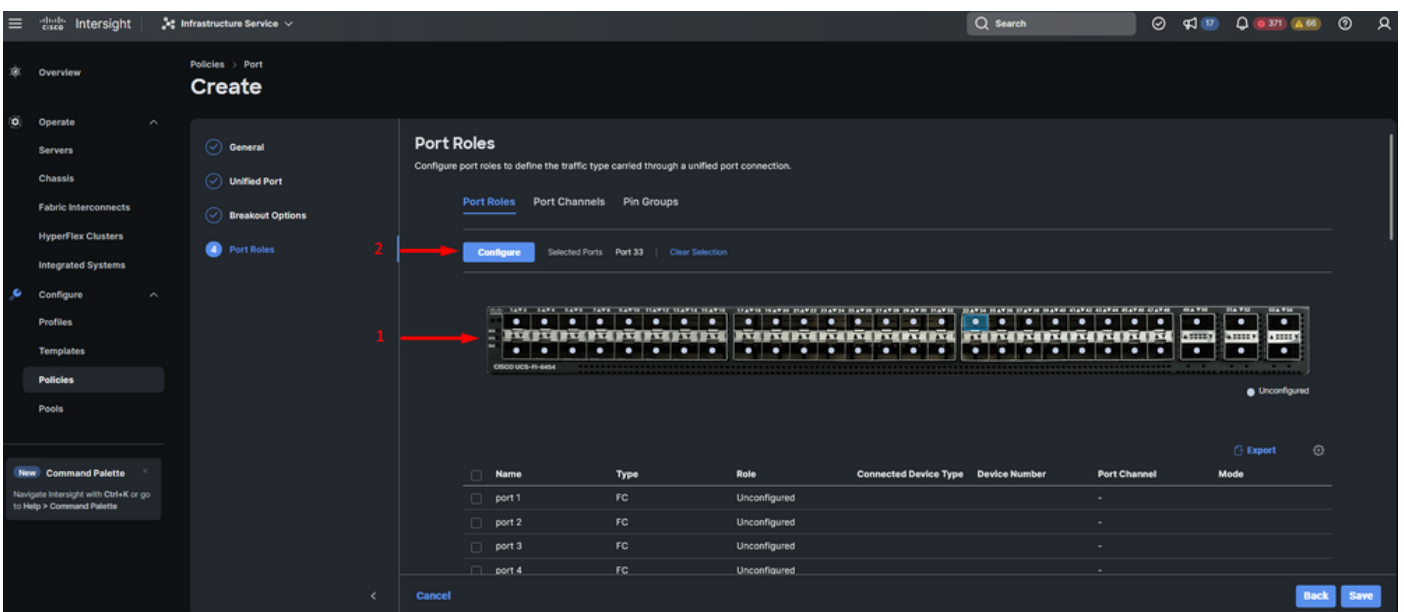 cisco Intersight
Infrastructure Service
Search
17
371
66
Overview
Operate
Servers
Chassis
Fabric Interconnects
HyperFlex Clusters
Integrated Systems
Configure
Profiles
Templates
Policies
Pools
New Command Palette
Navigate Intersight with Ctrl+K or go
to Help > Command Palette
Policies > Port
Create
General
Unified Port
Breakout Options
4 Port Roles
Port Roles
Configure port roles to define the traffic type carried through a unified port connection.
Port Roles Port Channels Pin Groups
2
Configure Selected Ports Port 33 | Clear Selection
1
CISCO UCS-FI-6454
Unconfigured
Export
Name Type Role Connected Device Type Device Number Port Channel Mode
port 1 FC Unconfigured -
port 2 FC Unconfigured -
port 3 FC Unconfigured -
port 4 FC Unconfigured -
Cancel Back Save